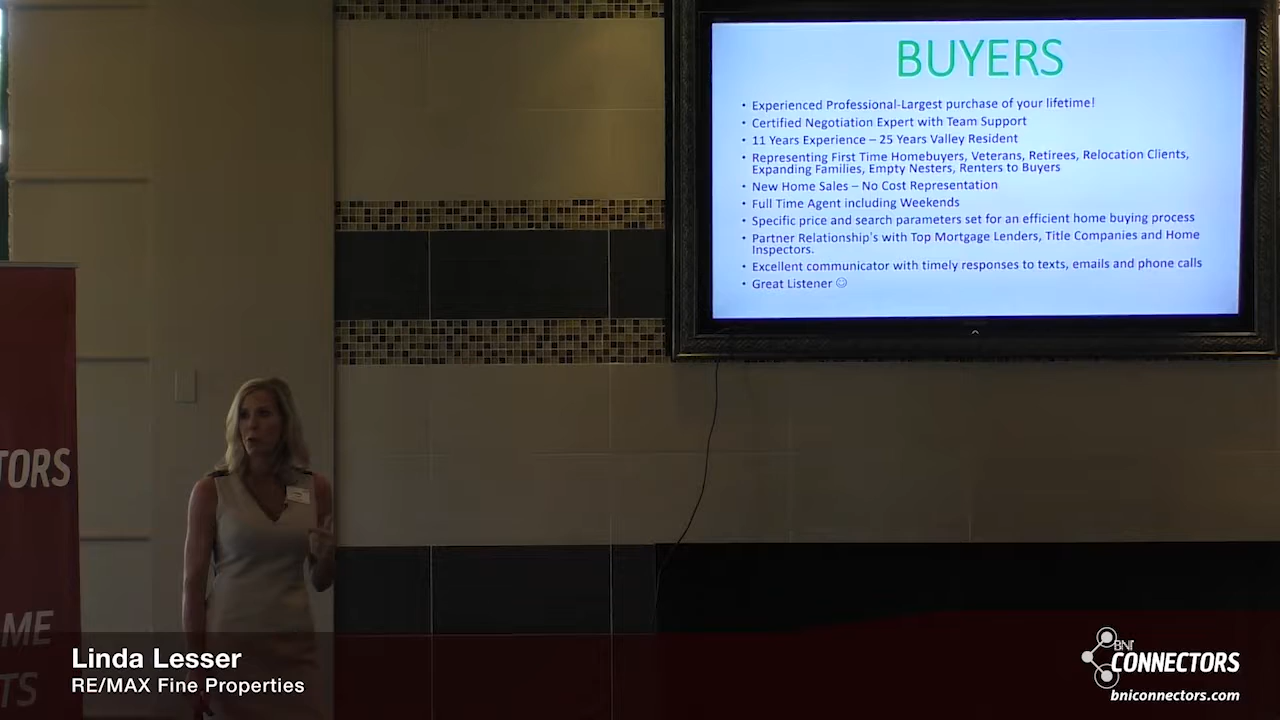 BUYERS
• Experienced Professional-Largest purchase of your lifetime!
• Certified Negotiation Expert with Team Support
• 11 Years Experience – 25 Years Valley Resident
• Representing First Time Homebuyers, Veterans, Retirees, Relocation Clients,
Expanding Families, Empty Nesters, Renters to Buyers
• New Home Sales – No Cost Representation
• Full Time Agent including Weekends
• Specific price and search parameters set for an efficient home buying process
• Partner Relationship's with Top Mortgage Lenders, Title Companies and Home
Inspectors.
• Excellent communicator with timely responses to texts, emails and phone calls
• Great Listener ☺
TORS
ME
TS
Linda Lesser
RE/MAX Fine Properties
BNI
CONNECTORS
bniconnectors.com